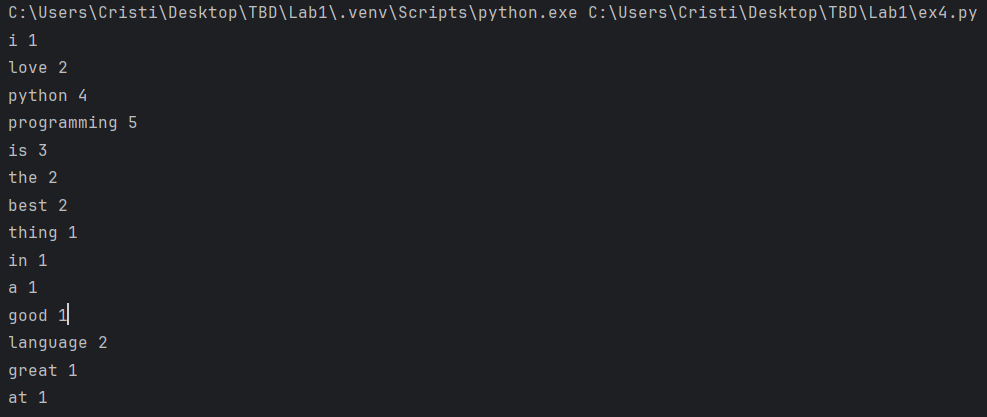 C:\Users\Cristi\Desktop\TBD\Lab1\.venv\Scripts\python.exe C:\Users\Cristi\Desktop\TBD\Lab1\ex4.py
i 1
love 2
python 4
programming 5
is 3
the 2
best 2
thing 1
in 1
a 1
good 1
language 2
great 1
at 1